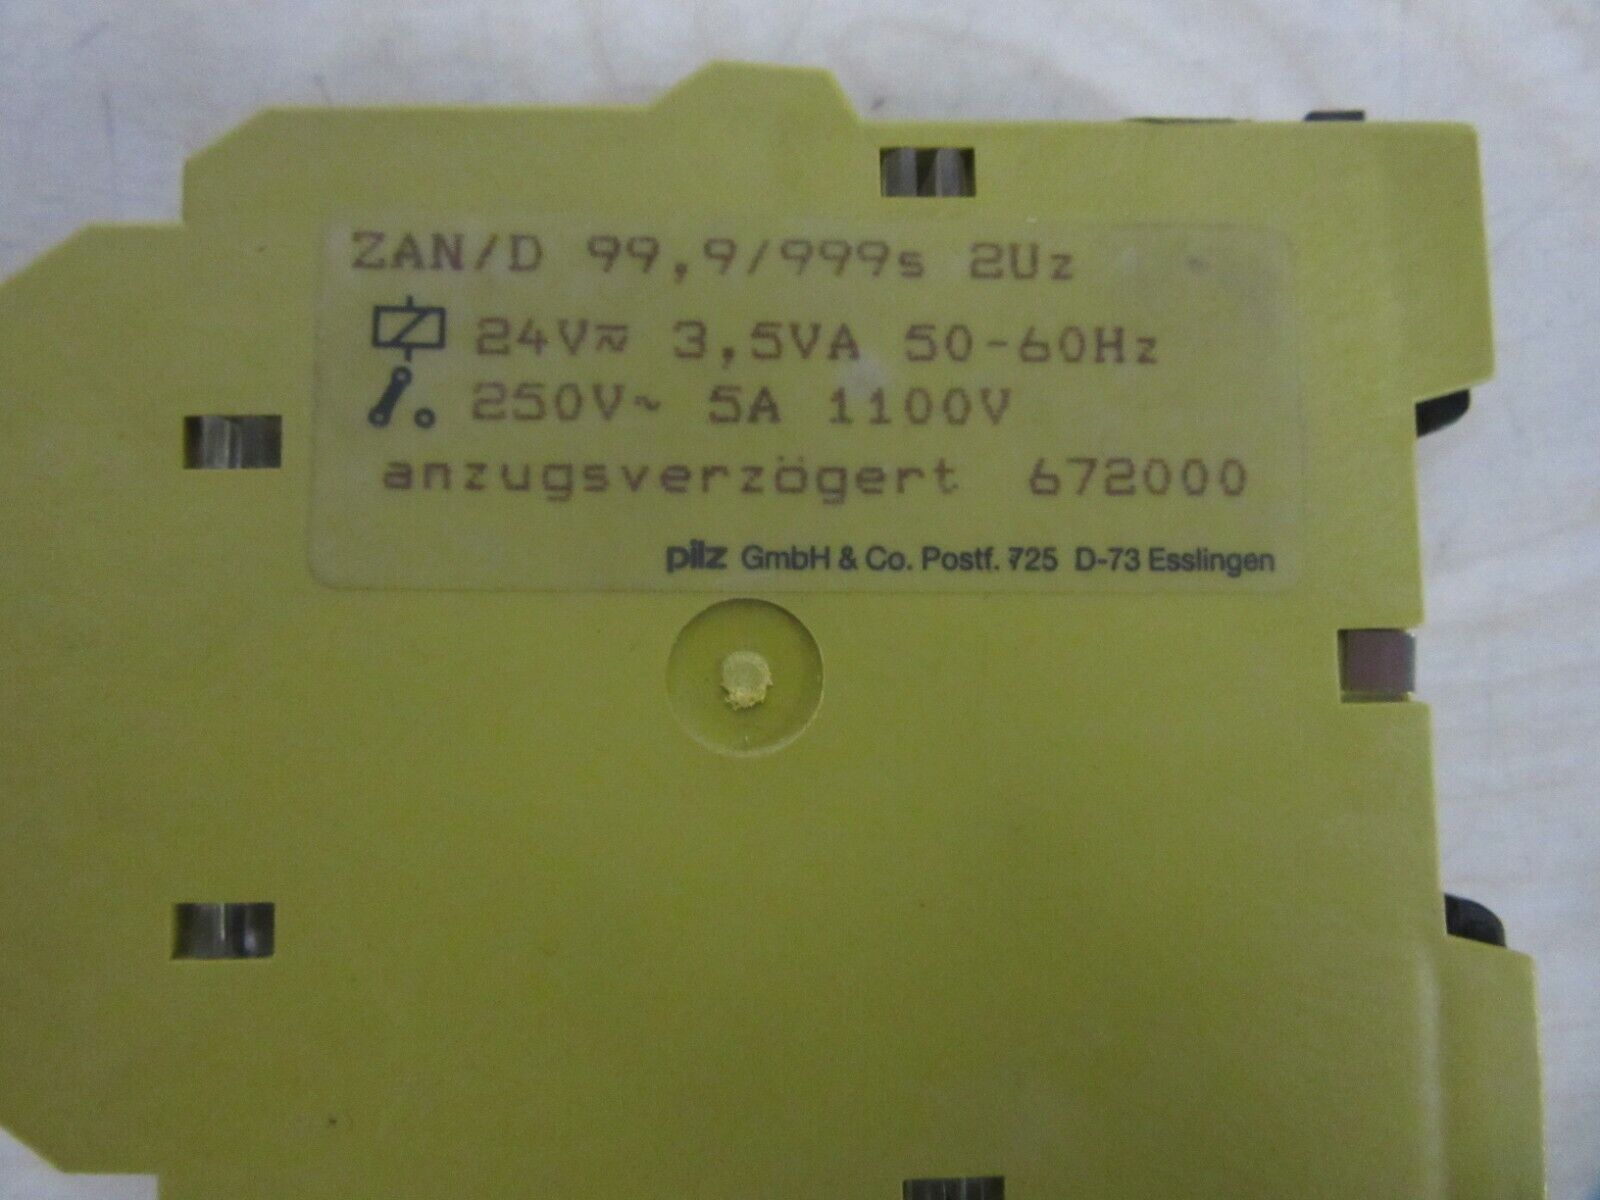 ZAN/D 99,9/999s 2Uz
24V≂ 3,5VA 50-60Hz
250V~ 5A 1100V
anzugsverzögert 672000
pilz GmbH & Co. Postf. 725 D-73 Esslingen